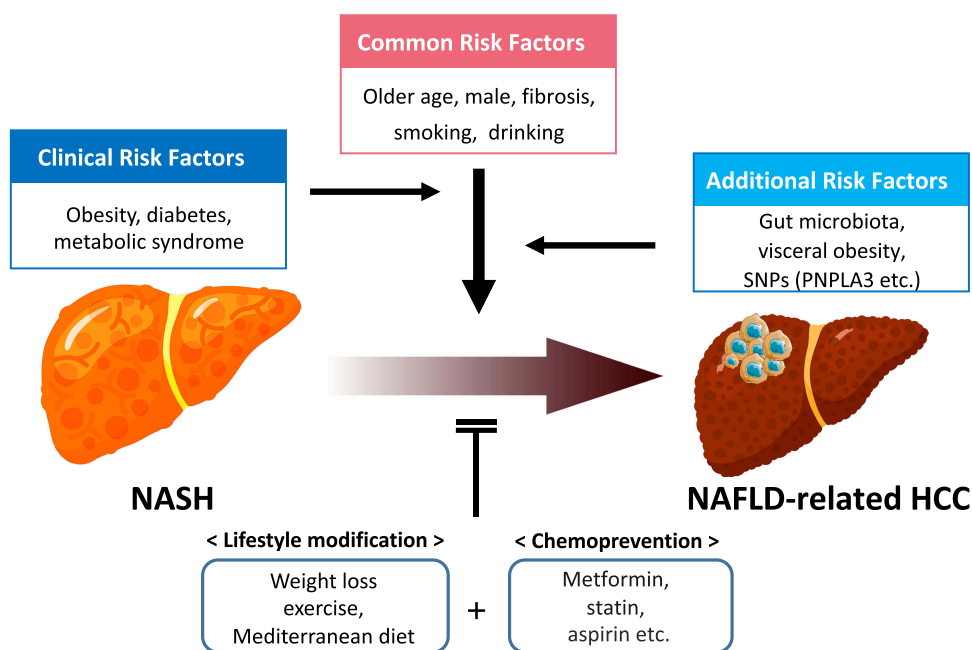 Common Risk Factors
Older age, male, fibrosis,
smoking, drinking
Clinical Risk Factors
Obesity, diabetes,
metabolic syndrome
Additional Risk Factors
Gut microbiota,
visceral obesity,
SNPs (PNPLA3 etc.)
NASH
NAFLD-related HCC
< Lifestyle modification >
Weight loss
exercise,
Mediterranean diet
+
< Chemoprevention >
Metformin,
statin,
aspirin etc.